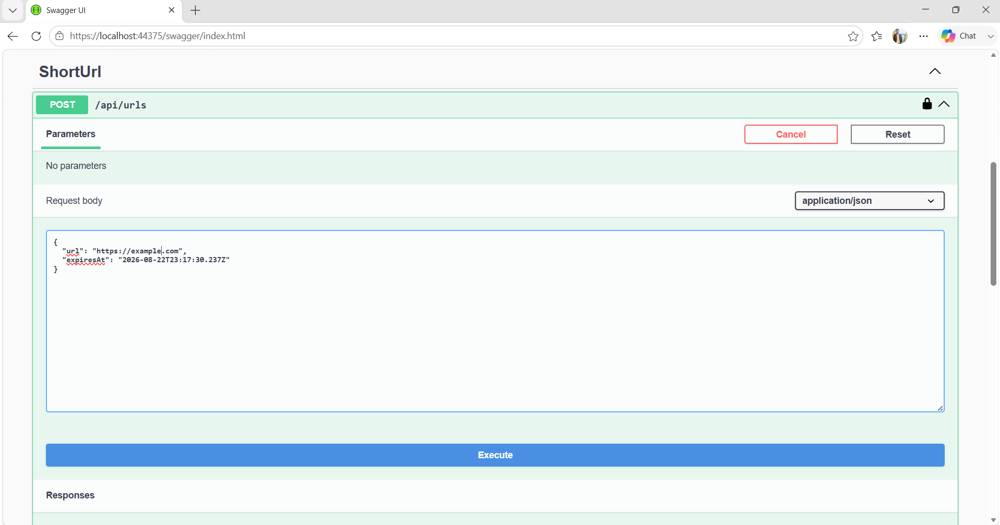 Swagger UI
https://localhost:44375/swagger/index.html
Chat
ShortUrl
POST /api/urls
Parameters
Cancel
Reset
No parameters
Request body
application/json
{
"url": "https://example.com",
"expiresAt": "2026-08-22T23:17:30.237Z"
}
Execute
Responses